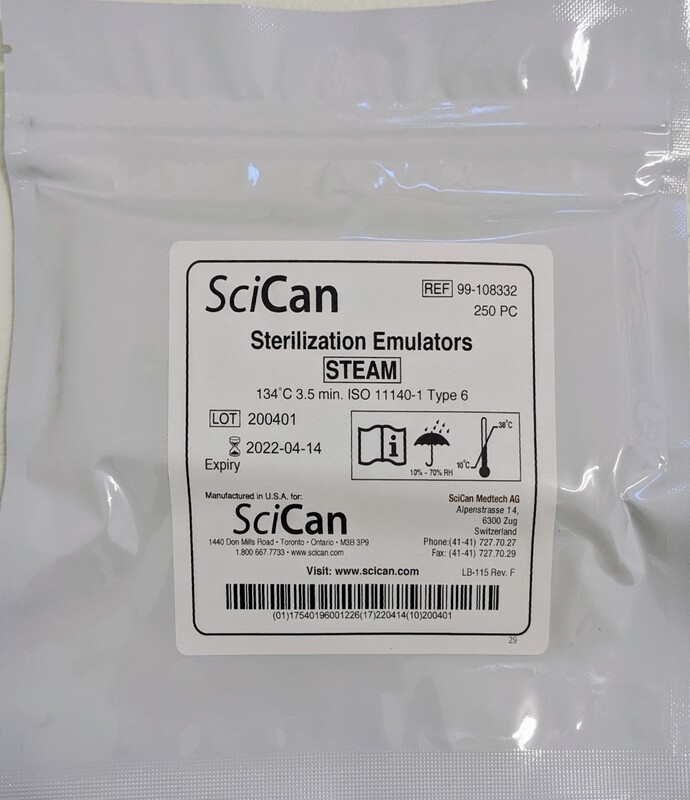 SciCan
REF 99-108332
250 PC
Sterilization Emulators
STEAM
134°C 3.5 min. ISO 11140-1 Type 6
LOT 200401
2022-04-14
Expiry
i
10% - 70% RH
38°C
10°C
Manufactured in U.S.A. for:
SciCan
1440 Don Mills Road • Toronto • Ontario • M3B 3P9
1.800.667.7733 • www.scican.com
SciCan Medtech AG
Alpenstrasse 14,
6300 Zug
Switzerland
Phone:(41-41) 727.70.27
Fax: (41-41) 727.70.29
Visit: www.scican.com
LB-115 Rev. F
(01)17540196001226(17)220414(10)200401
29